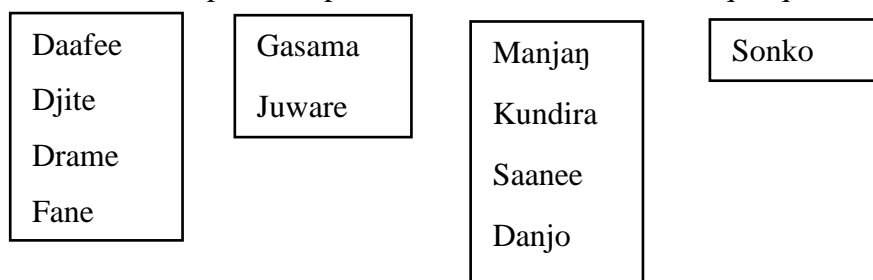 Daafee
Djite
Drame
Fane
Gasama
Juware
Manjaŋ
Kundira
Saanee
Danjo
Sonko